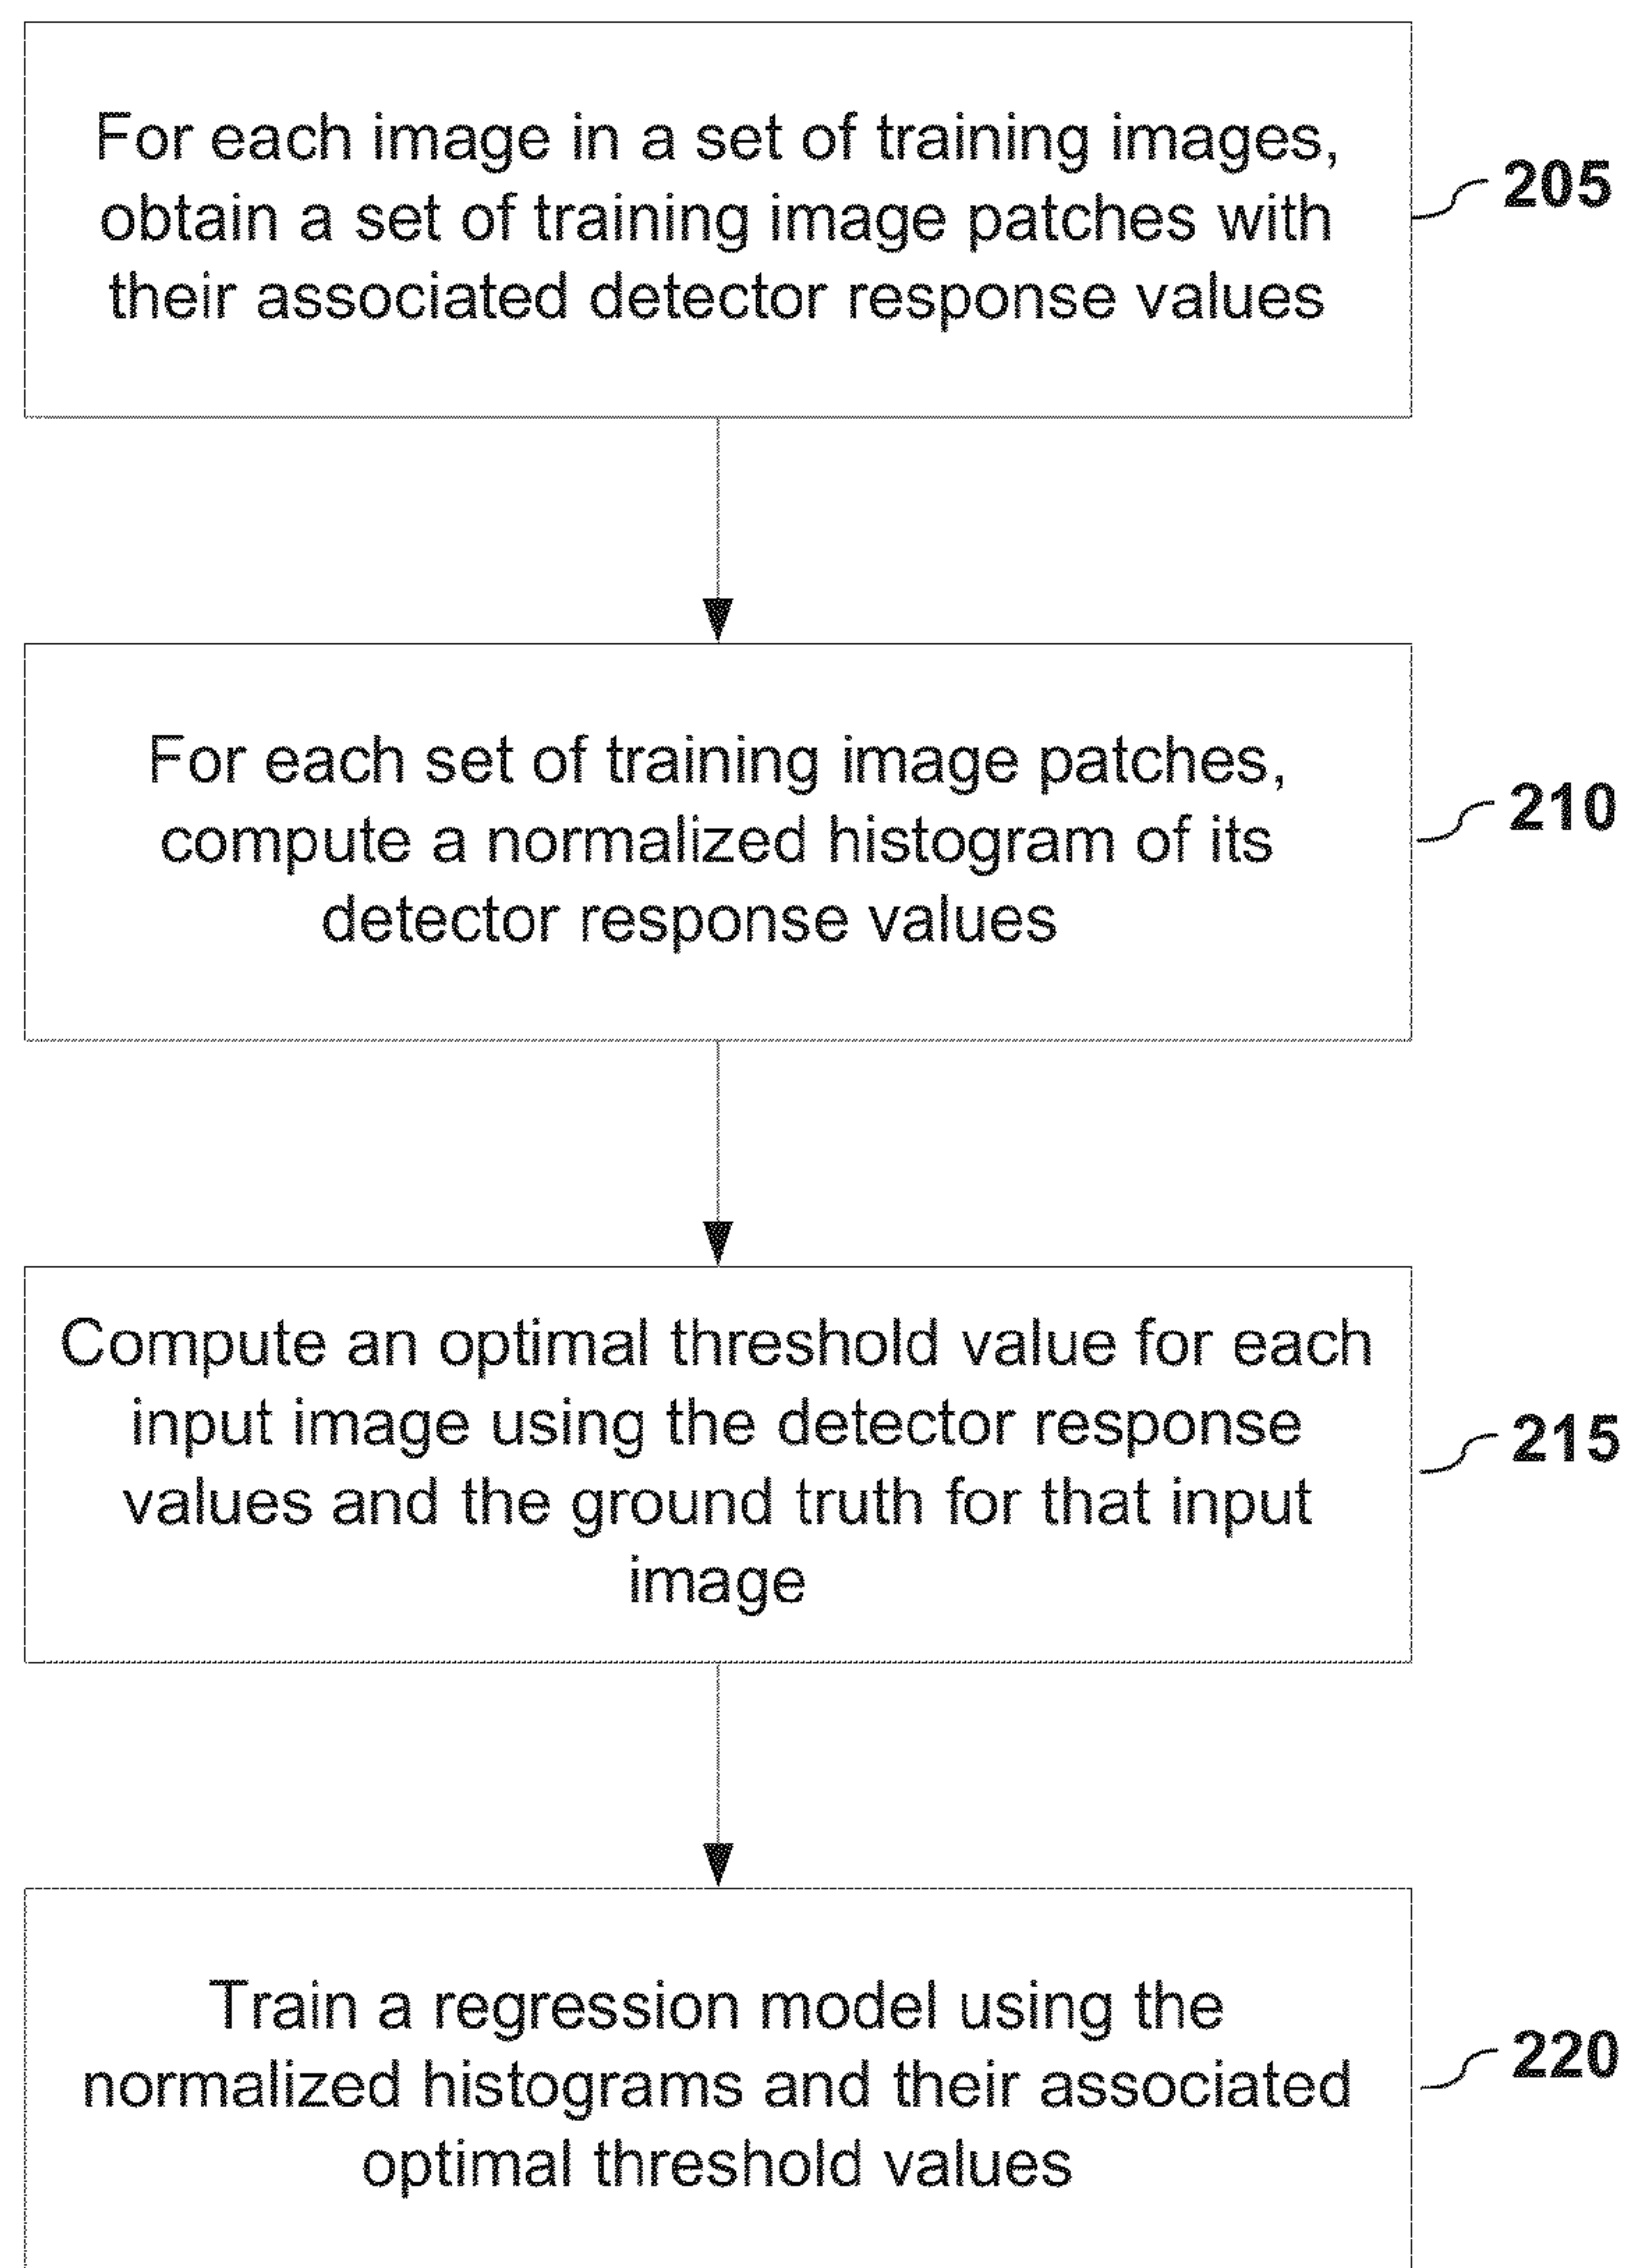 For each image in a set of training images,
obtain a set of training image patches with
their associated detector response values
205
For each set of training image patches,
compute a normalized histogram of its
detector response values
210
Compute an optimal threshold value for each
input image using the detector response
values and the ground truth for that input
image
215
Train a regression model using the
normalized histograms and their associated
optimal threshold values
220